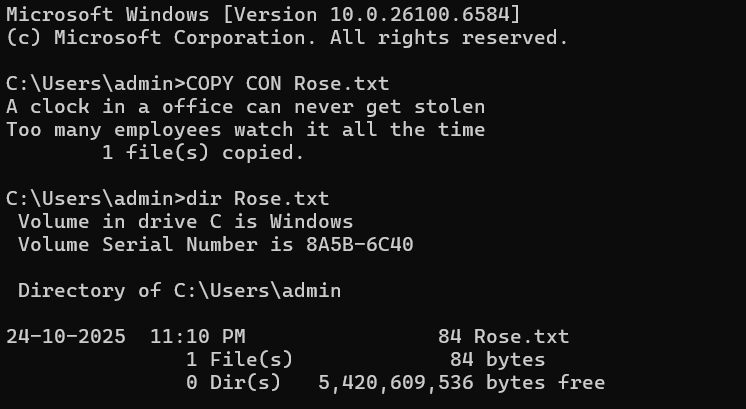 Microsoft Windows [Version 10.0.26100.6584]
(c) Microsoft Corporation. All rights reserved.

C:\Users\admin>COPY CON Rose.txt
A clock in a office can never get stolen
Too many employees watch it all the time
        1 file(s) copied.

C:\Users\admin>dir Rose.txt
 Volume in drive C is Windows
 Volume Serial Number is 8A5B-6C40

 Directory of C:\Users\admin

24-10-2025  11:10 PM                84 Rose.txt
               1 File(s)             84 bytes
               0 Dir(s)   5,420,609,536 bytes free